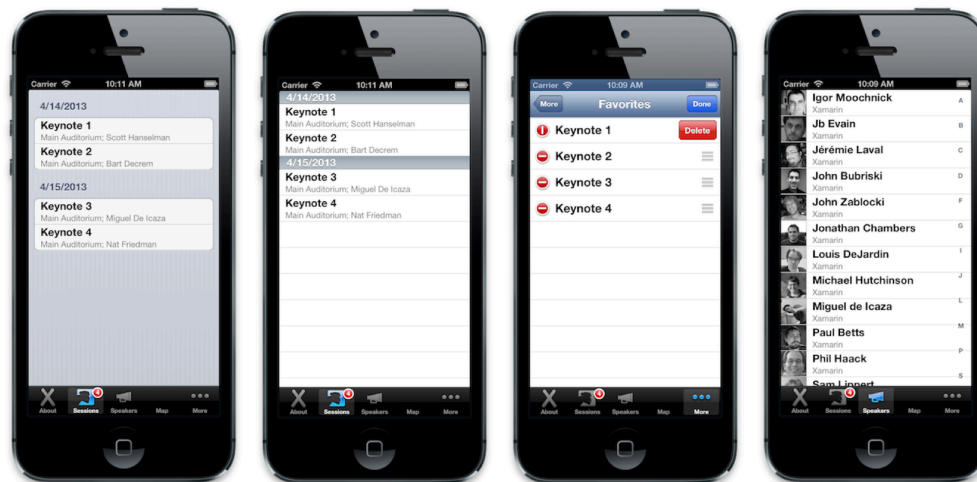 Carrier 10:11 AM
4/14/2013
Keynote 1
Main Auditorium; Scott Hanselman
Keynote 2
Main Auditorium; Bart Decrem
4/15/2013
Keynote 3
Main Auditorium; Miguel De Icaza
Keynote 4
Main Auditorium; Nat Friedman
4
About Sessions Speakers Map More
Carrier 10:11 AM
4/14/2013
Keynote 1
Main Auditorium; Scott Hanselman
Keynote 2
Main Auditorium; Bart Decrem
4/15/2013
Keynote 3
Main Auditorium; Miguel De Icaza
Keynote 4
Main Auditorium; Nat Friedman
4
About Sessions Speakers Map More
Carrier 10:09 AM
More Favorites Done
Keynote 1 Delete
Keynote 2
Keynote 3
Keynote 4
4
About Sessions Speakers Map More
Carrier 10:09 AM
Igor Moochnick A
Xamarin
Jb Evain B
Xamarin
Jérémie Laval C
Xamarin
John Bubriski D
Xamarin
John Zablocki F
Xamarin
Jonathan Chambers G
Xamarin
Louis DeJardin I
Xamarin
Michael Hutchinson J
Xamarin
Miguel de Icaza L
Xamarin
Paul Betts M
Xamarin
Phil Haack P
Xamarin
Sam Lippert S
4
About Sessions Speakers Map More